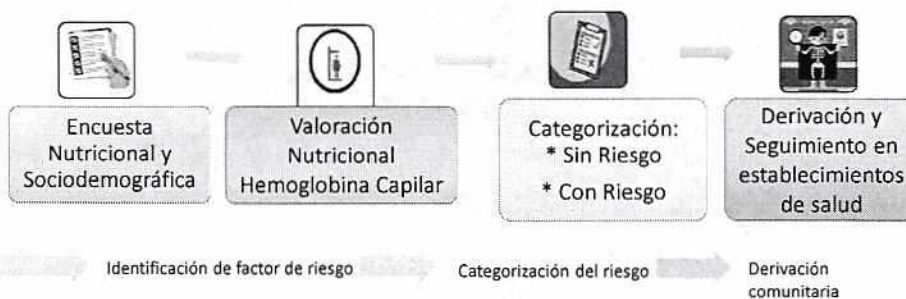 Encuesta
Nutricional y
Sociodemográfica
Valoración
Nutricional
Hemoglobina Capilar
Categorización:
* Sin Riesgo
* Con Riesgo
Derivación y
Seguimiento en
establecimientos
de salud
Identificación de factor de riesgo
Categorización del riesgo
Derivación
comunitaria